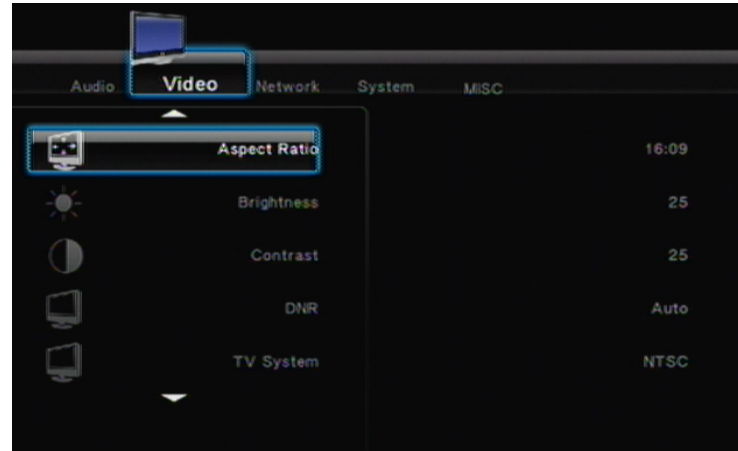 Audio Video Network System MISC
Aspect Ratio 16:09
Brightness 25
Contrast 25
DNR Auto
TV System NTSC